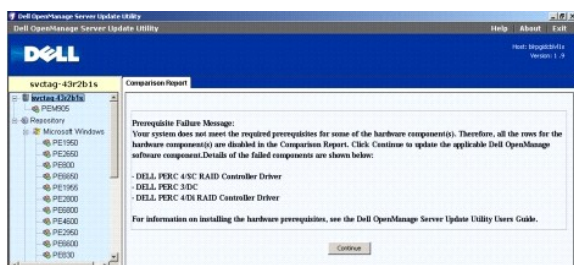 Dell OpenManage Server Update Utility
Dell OpenManage Server Update Utility
Help About Exit
DELL
Version: 1 .9
svctag-43r2b1s
Comparison Report
svctag-43r2b1s
PEM905
Repository
Microsoft Windows
PE1950
PE2650
PE800
PE6650
PE1955
PE2800
PE6800
PE4600
PE2950
PE6600
PE830
Prerequisite Failure Message:
Your system does not meet the required prerequisites for some of the hardware component(s). Therefore, all the rows for the
hardware component(s) are disabled in the Comparison Report. Click Continue to update the applicable Dell OpenManage
software component.Details of the failed components are shown below:
- DELL PERC 4/SC RAID Controller Driver
- DELL PERC 3/DC
- DELL PERC 4/Di RAID Controller Driver
For information on installing the hardware prerequisites, see the Dell OpenManage Server Update Utility Users Guide.
Continue